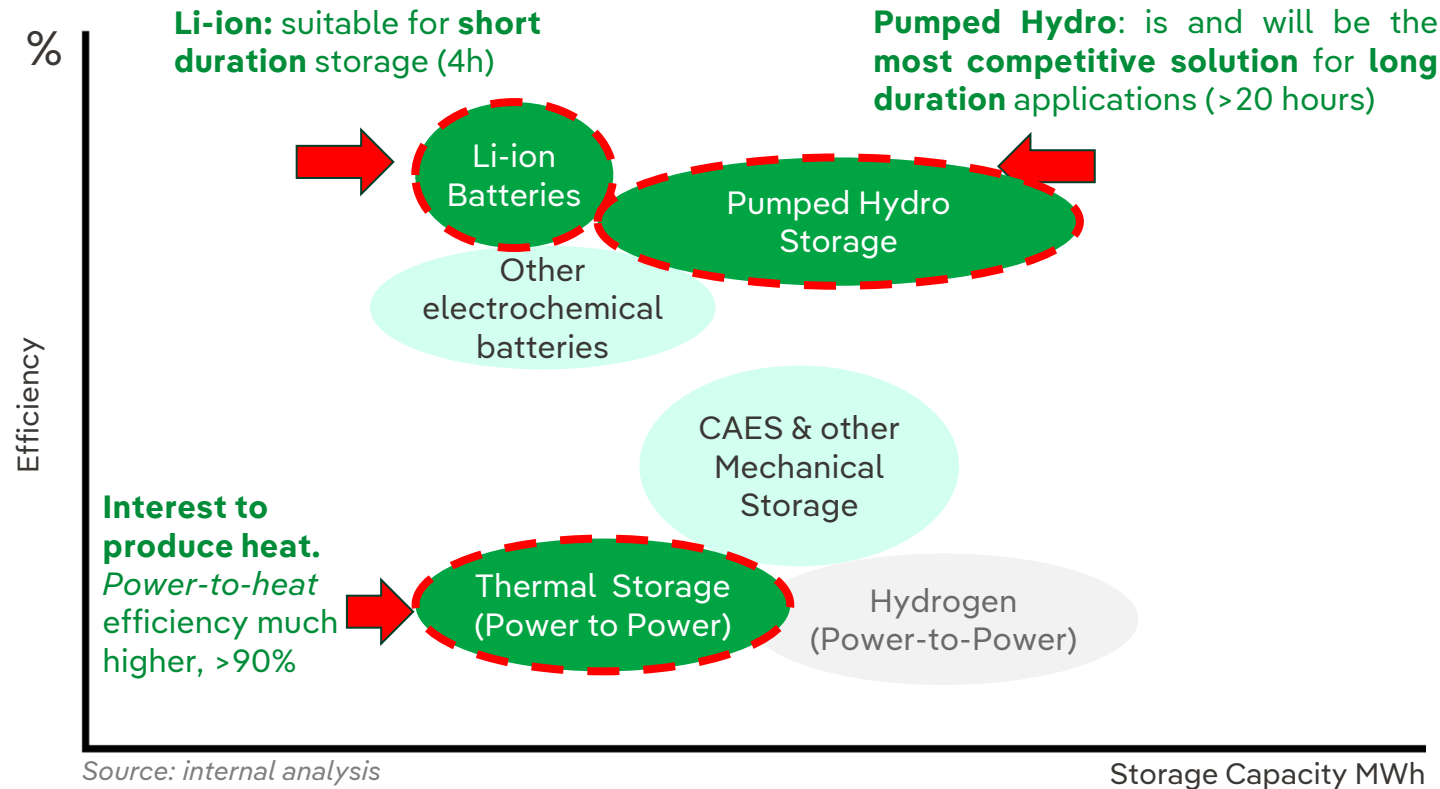 %
Li-ion: suitable for short
duration storage (4h)
Pumped Hydro: is and will be the
most competitive solution for long
duration applications (>20 hours)
Li-ion
Batteries
Pumped Hydro
Storage
Other
electrochemical
batteries
Efficiency
CAES & other
Mechanical
Storage
Interest to
produce heat.
Power-to-heat
efficiency much
higher, >90%
Thermal Storage
(Power to Power)
Hydrogen
(Power-to-Power)
Source: internal analysis
Storage Capacity MWh